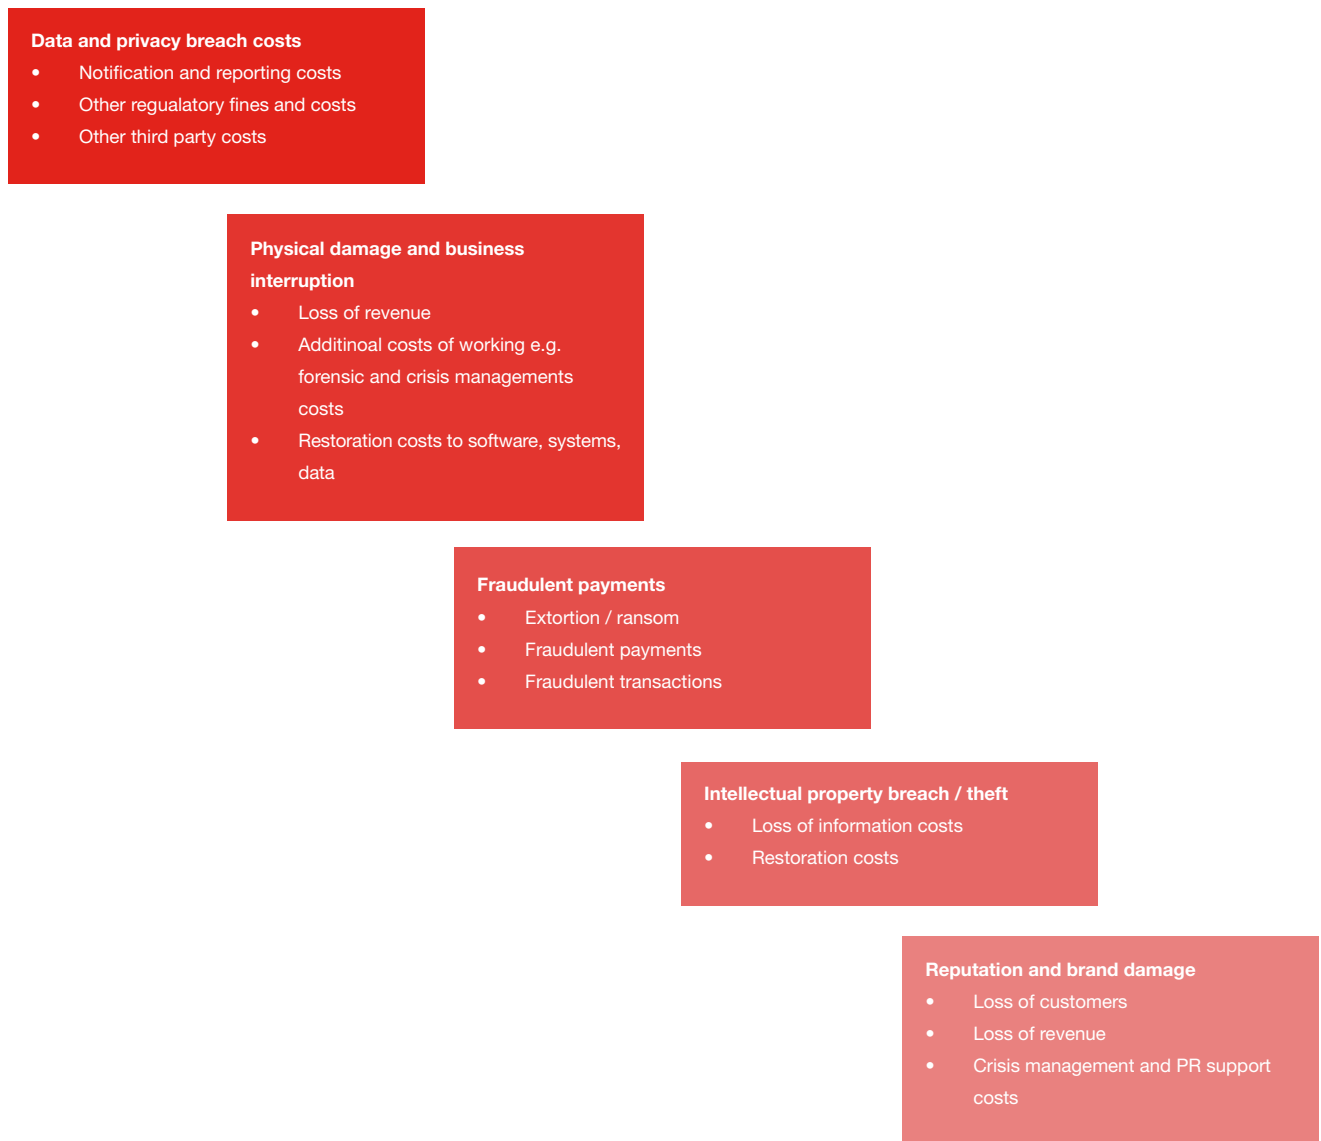 Data and privacy breach costs
• Notification and reporting costs
• Other regualatory fines and costs
• Other third party costs
Physical damage and business
interruption
• Loss of revenue
• Additinoal costs of working e.g.
forensic and crisis managements
costs
• Restoration costs to software, systems,
data
Fraudulent payments
• Extortion / ransom
• Fraudulent payments
• Fraudulent transactions
Intellectual property breach / theft
• Loss of information costs
• Restoration costs
Reputation and brand damage
• Loss of customers
• Loss of revenue
• Crisis management and PR support
costs